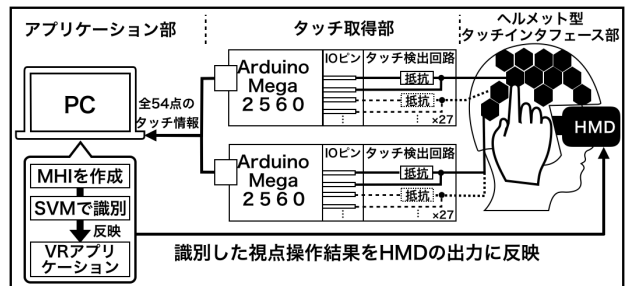 アプリケーション部
タッチ取得部
ヘルメット型
タッチインタフェース部
PC
全54点の
タッチ情報
Arduino
Mega
2560
IOピン
タッチ検出回路
抵抗
抵抗
×27
Arduino
Mega
2560
IOピン
タッチ検出回路
抵抗
抵抗
×27
HMD
MHIを作成
SVMで識別
反映
VRアプリ
ケーション
識別した視点操作結果をHMDの出力に反映